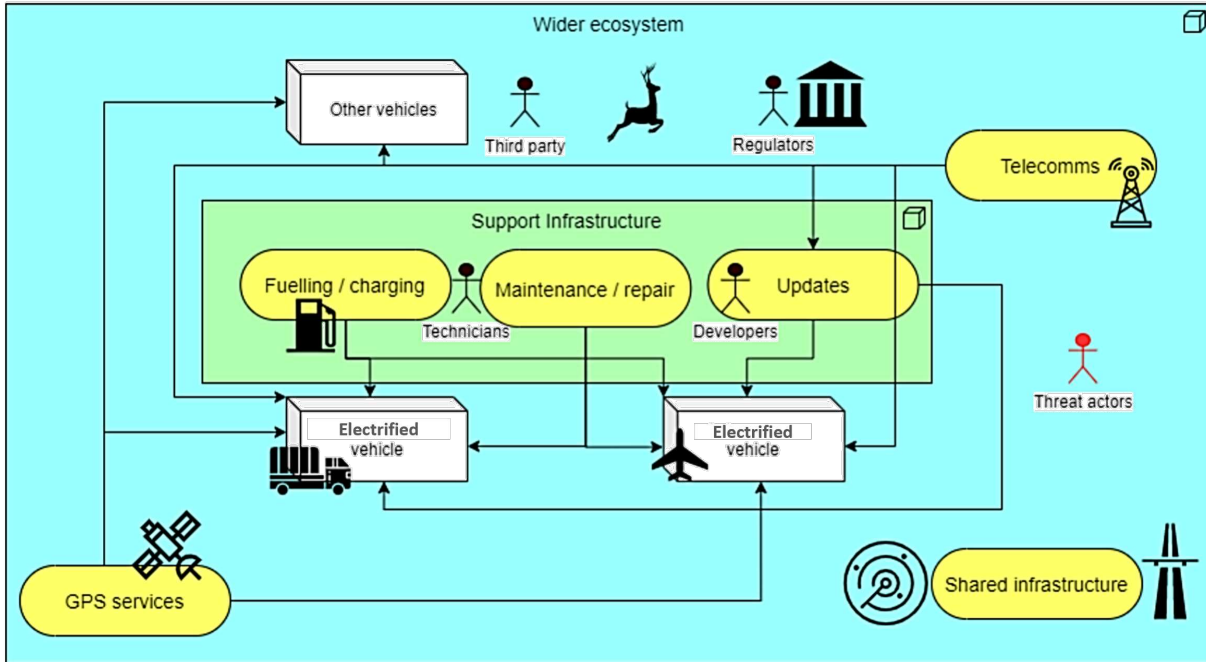 Wider ecosystem
Other vehicles
Third party
Regulators
Telecomms
Support Infrastructure
Fuelling / charging
Technicians
Maintenance / repair
Updates
Developers
Threat actors
Electrified
vehicle
Electrified
vehicle
GPS services
Shared infrastructure